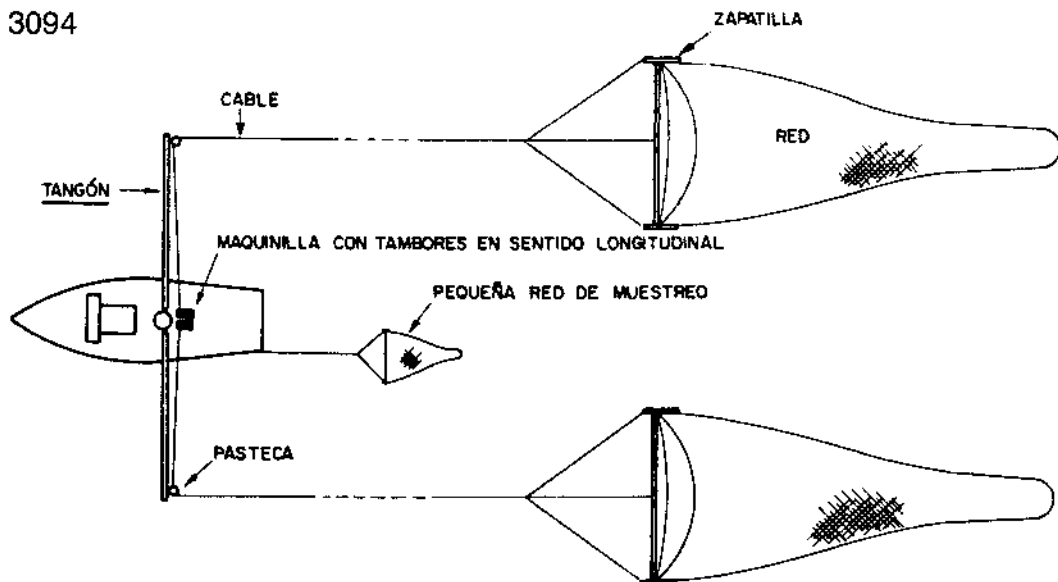 3094
ZAPATILLA
CABLE
RED
TANGÓN
MAQUINILLA CON TAMBORES EN SENTIDO LONGITUDINAL
PEQUEÑA RED DE MUESTREO
PASTECA